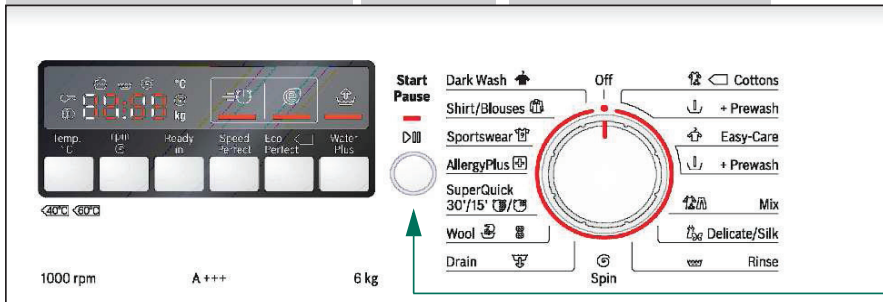 °C
kg
Temp. °C
rpm
Ready in
Speed Perfect
Eco Perfect
Water Plus
40°C 60°C
1000 rpm
A +++
6 kg
Start
Pause
Dark Wash
Shirt/Blouses
Sportswear
AllergyPlus
SuperQuick
30'/15'
Wool
Drain
Off
Spin
Cottons
+ Prewash
Easy-Care
+ Prewash
Mix
Delicate/Silk
Rinse